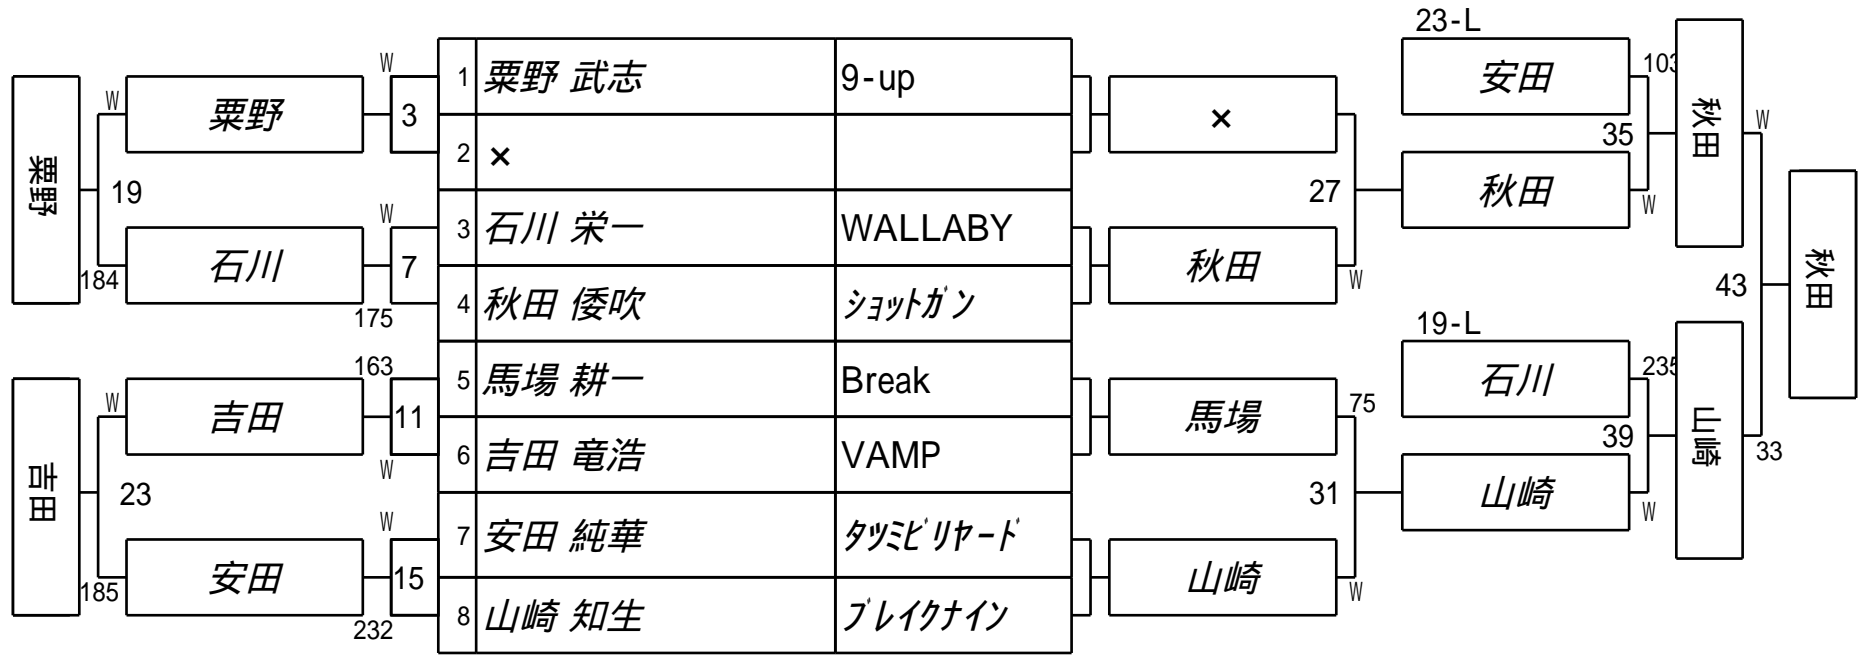 23-L
W
1 粟野 武志 9-up
安田 103
W 粟野 3 × 秋田 W
2 × 35
粟野 19 W 27 秋田 W
3 石川 栄一 WALLABY
184 石川 7 秋田 W
4 秋田 倭吹 ショットガン
175
43 秋田
19-L
163
5 馬場 耕一 Break
石川 235
W 吉田 11 馬場 75
6 吉田 竜浩 VAMP
W 39 山崎 33
吉田 23 31 山崎 W
W
7 安田 純華 タツミビリヤード
185 安田 15 山崎 W
8 山崎 知生 ブレイクナイン
232